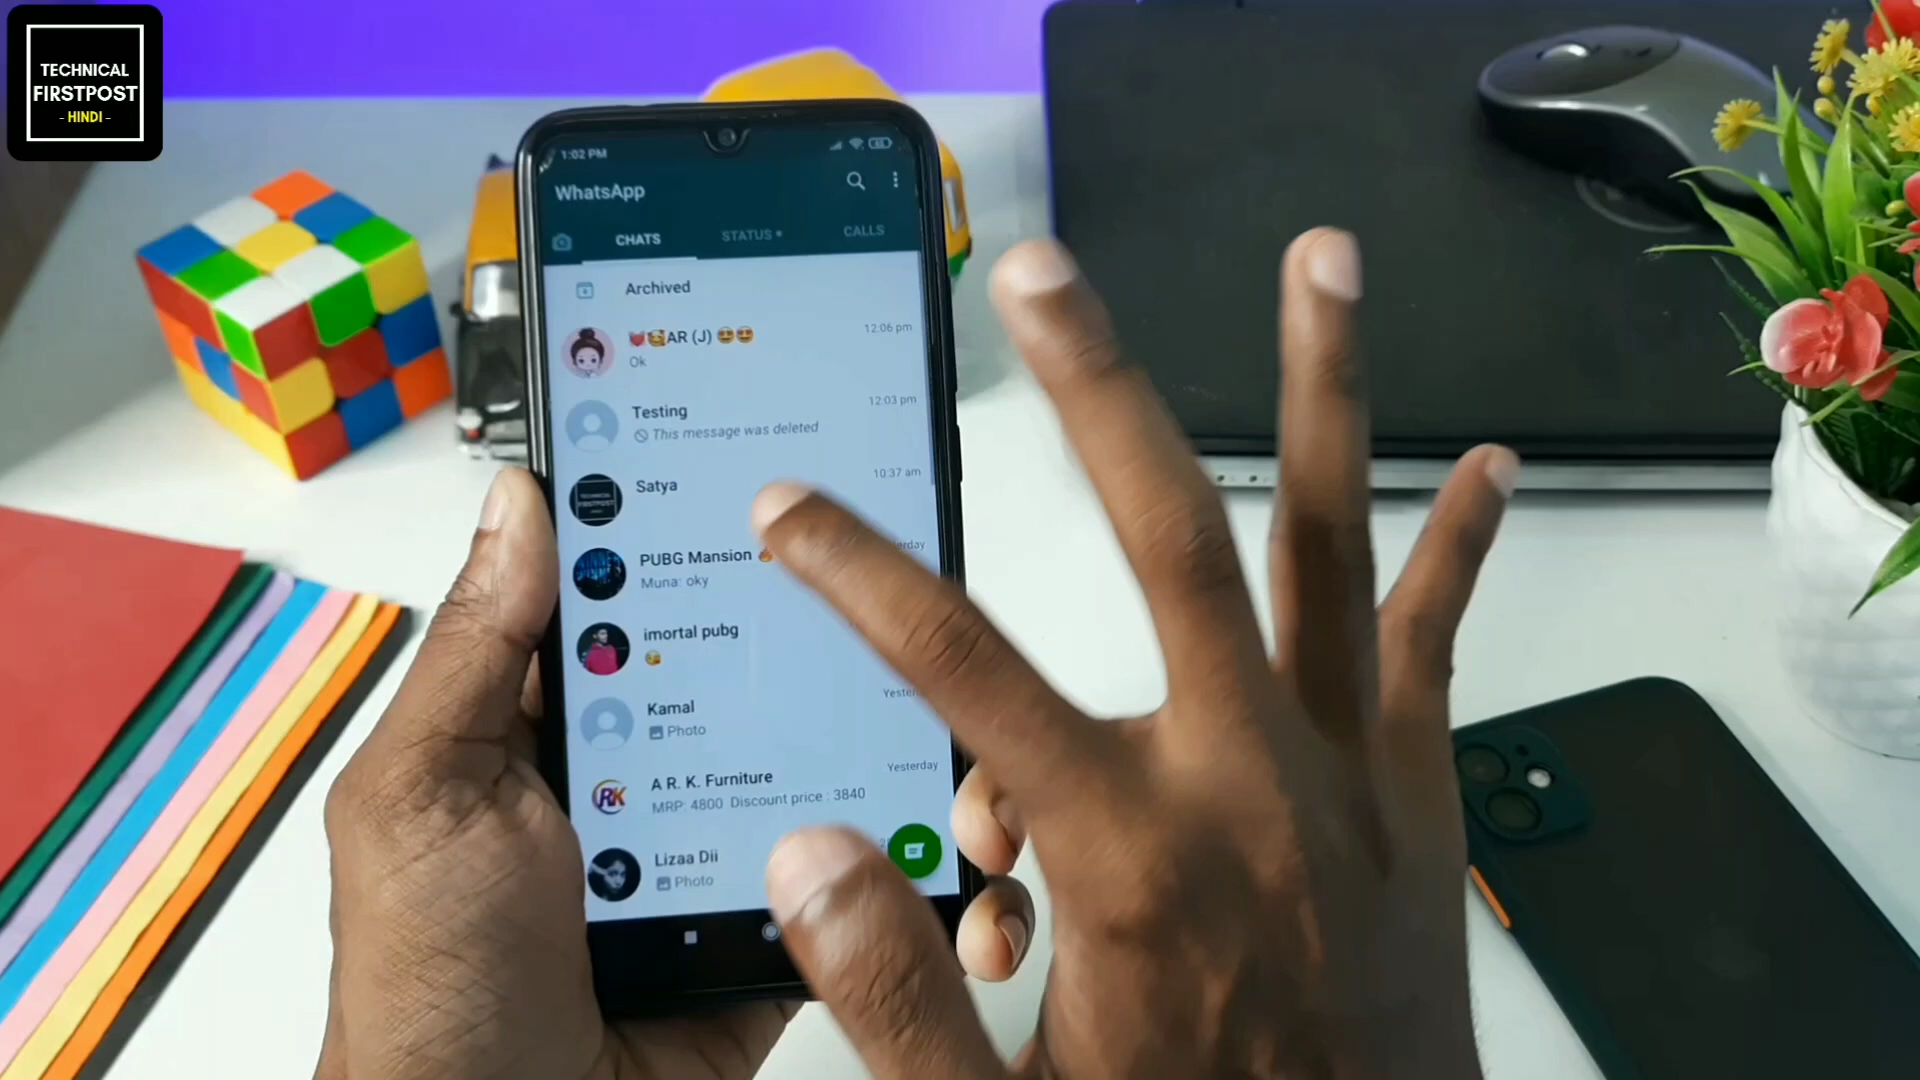 TECHNICAL
FIRSTPOST
- HINDI -
1:02 PM
WhatsApp
CHATS
STATUS
CALLS
Archived
AR (J)
12:06 pm
Ok
Testing
12:03 pm
This message was deleted
Satya
10:37 am
PUBG Mansion
Muna: oky
imortal pubg
Kamal
Photo
A R. K. Furniture
Yesterday
MRP: 4800 Discount price : 3840
RK
Lizaa Dii
Photo